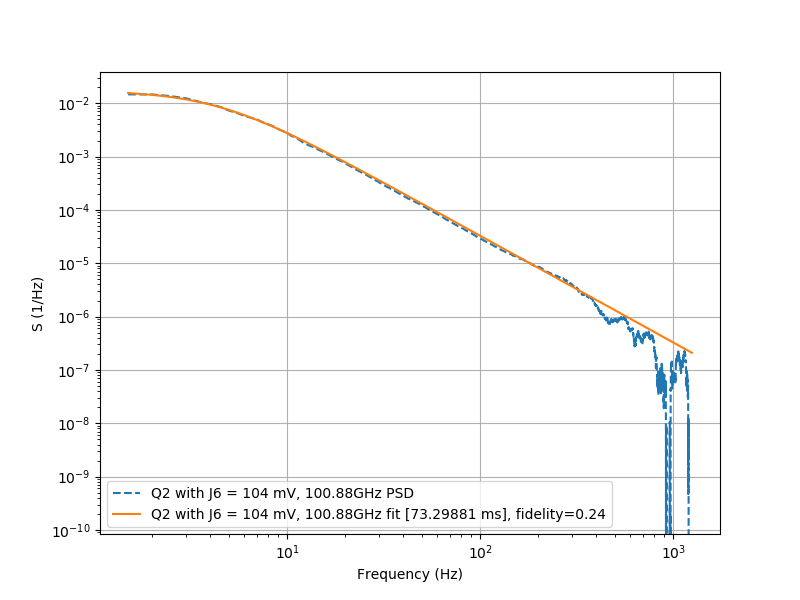 10⁻²
10⁻³
10⁻⁴
10⁻⁵
10⁻⁶
10⁻⁷
10⁻⁸
10⁻⁹
10⁻¹⁰
S (1/Hz)
Q2 with J6 = 104 mV, 100.88GHz PSD
Q2 with J6 = 104 mV, 100.88GHz fit [73.29881 ms], fidelity=0.24
10¹ 10² 10³
Frequency (Hz)